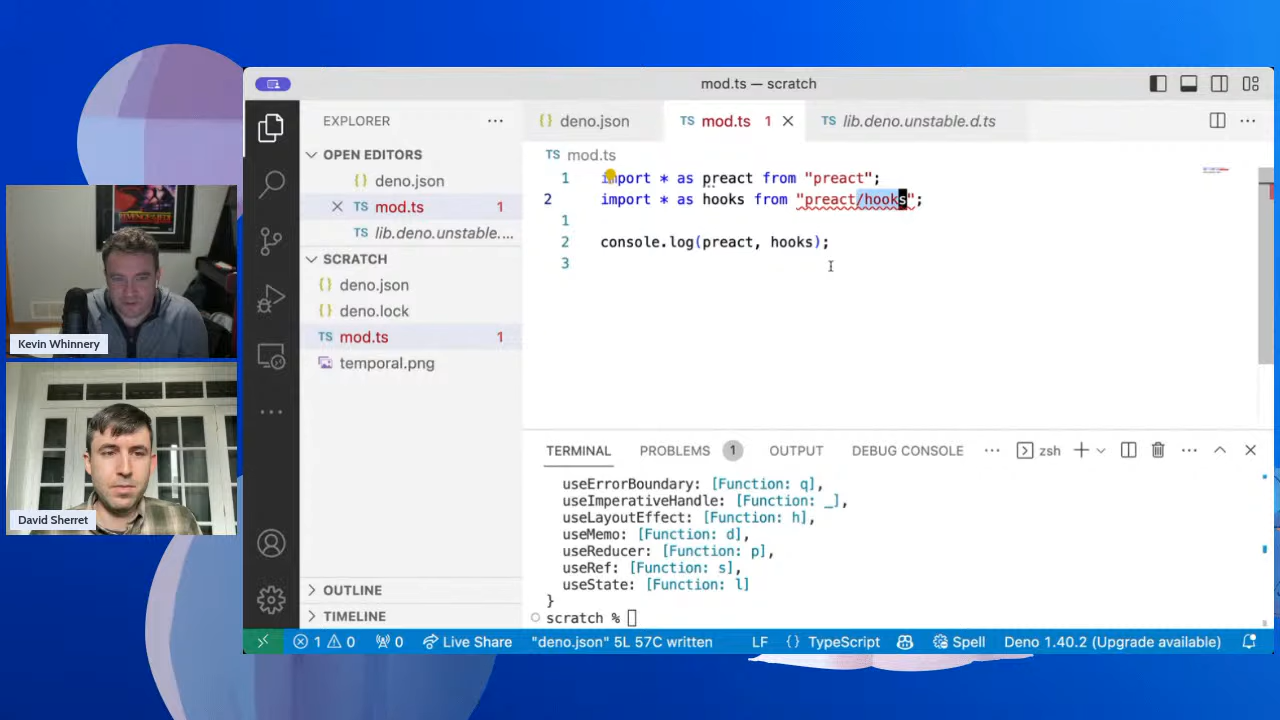 mod.ts — scratch
EXPLORER
OPEN EDITORS
{} deno.json
mod.ts 1
lib.deno.unstable....
SCRATCH
{} deno.json
{} deno.lock
TS mod.ts 1
temporal.png
OUTLINE
TIMELINE
{} deno.json
TS mod.ts 1
TS lib.deno.unstable.d.ts
TS mod.ts
1 import * as preact from "preact";
2 import * as hooks from "preact/hooks";
1
2 console.log(preact, hooks);
3
TERMINAL PROBLEMS 1 OUTPUT DEBUG CONSOLE zsh
useErrorBoundary: [Function: q],
useImperativeHandle: [Function: _],
useLayoutEffect: [Function: h],
useMemo: [Function: d],
useReducer: [Function: p],
useRef: [Function: s],
useState: [Function: l]
}
scratch %
1 0 0 Live Share "deno.json" 5L 57C written LF {} TypeScript Spell Deno 1.40.2 (Upgrade available)
Kevin Whinnery
David Sherret